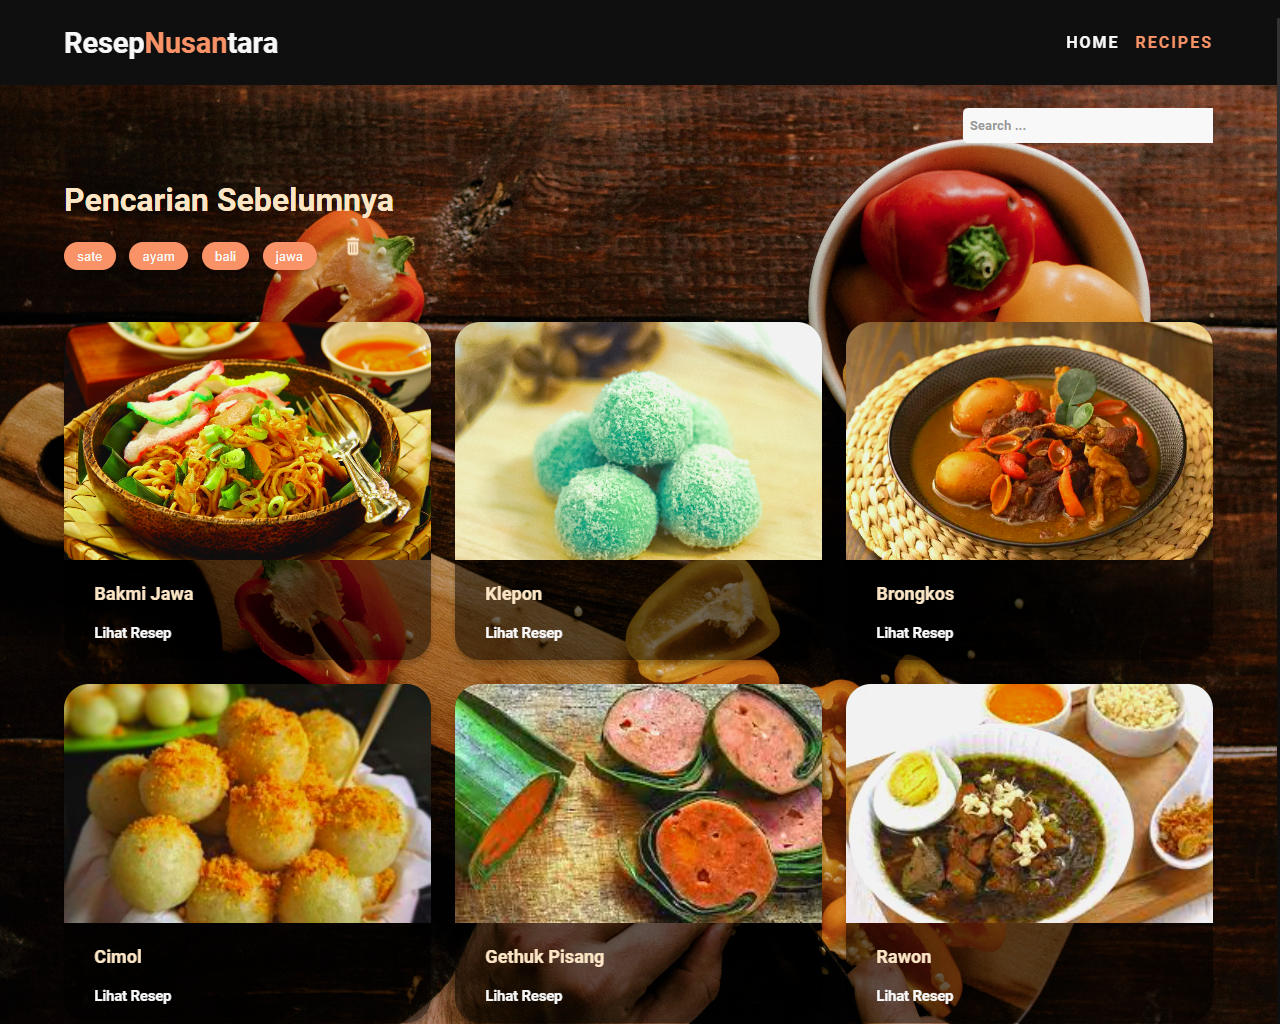 ResepNusantara
HOME RECIPES
Search ...
Pencarian Sebelumnya
sate ayam bali jawa
Bakmi Jawa
Lihat Resep
Klepon
Lihat Resep
Brongkos
Lihat Resep
Cimol
Lihat Resep
Gethuk Pisang
Lihat Resep
Rawon
Lihat Resep